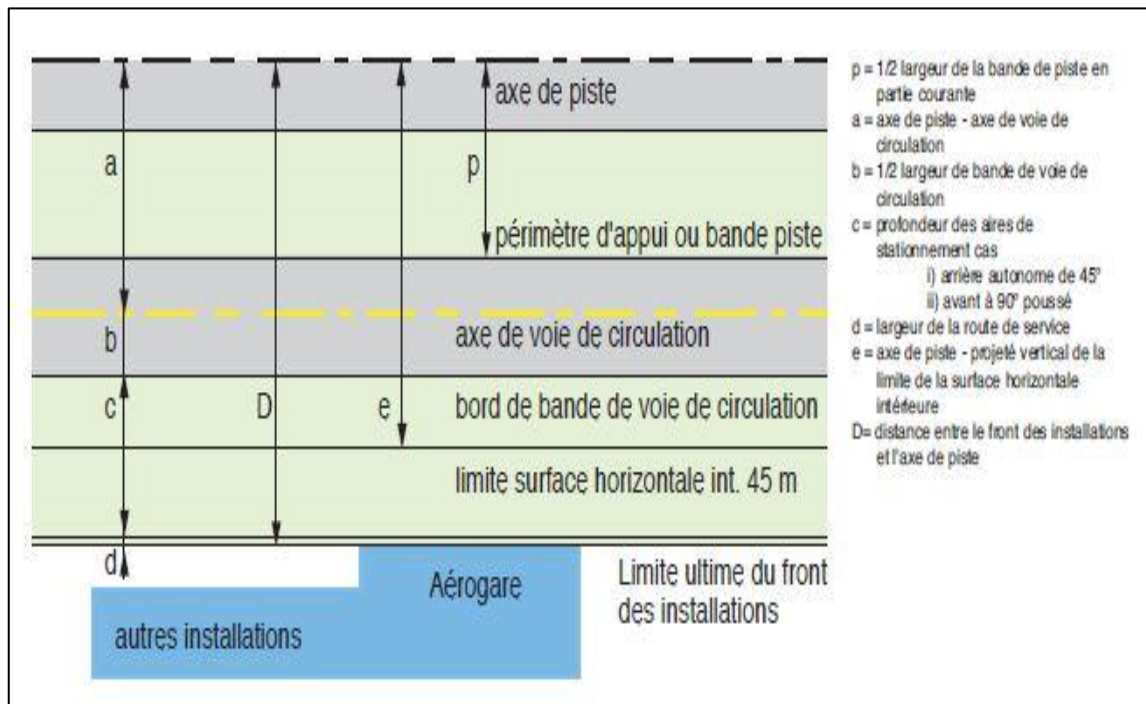 axe de piste
a
p
périmètre d'appui ou bande piste
b
axe de voie de circulation
c
D
e
bord de bande de voie de circulation
limite surface horizontale int. 45 m
d
Aérogare
Limite ultime du front
des installations
autres installations
p = 1/2 largeur de la bande de piste en
partie courante
a = axe de piste - axe de voie de
circulation
b = 1/2 largeur de bande de voie de
circulation
c = profondeur des aires de
stationnement cas
i) arrière autonome de 45°
ii) avant à 90° poussé
d = largeur de la route de service
e = axe de piste - projeté vertical de la
limite de la surface horizontale
intérieure
D= distance entre le front des installations
et l'axe de piste